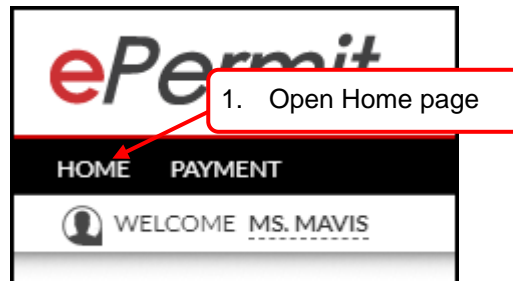 ePermit
1. Open Home page
HOME PAYMENT
WELCOME MS. MAVIS